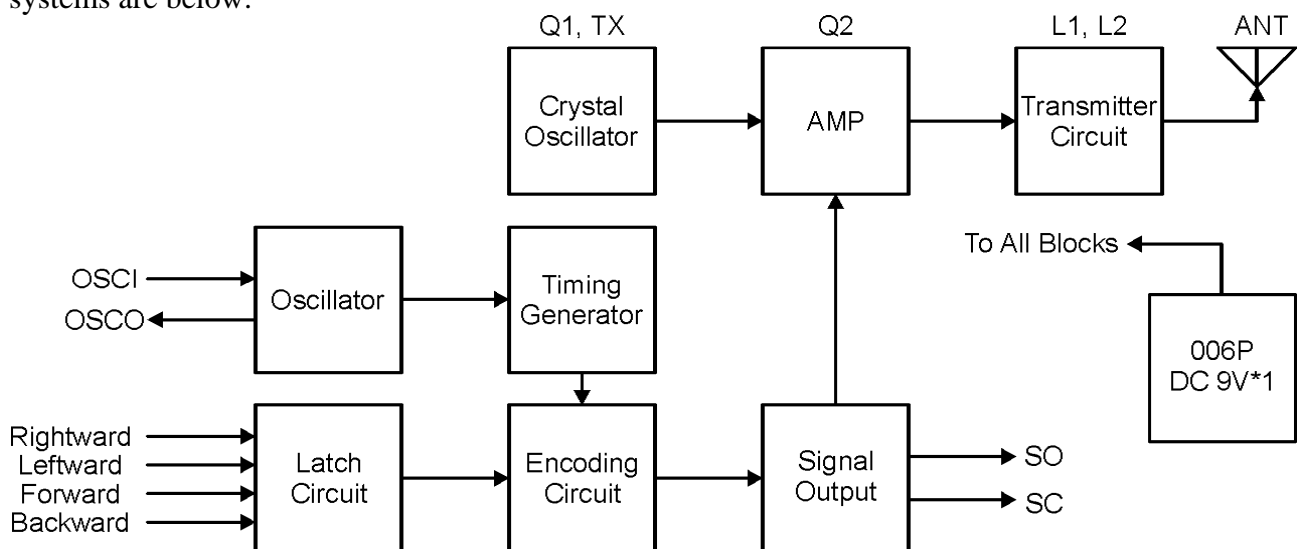 systems are below.
Q1, TX
Q2
L1, L2
ANT
Crystal
Oscillator
AMP
Transmitter
Circuit
OSCI
OSCO
Oscillator
Timing
Generator
To All Blocks
006P
DC 9V*1
Rightward
Leftward
Forward
Backward
Latch
Circuit
Encoding
Circuit
Signal
Output
SO
SC